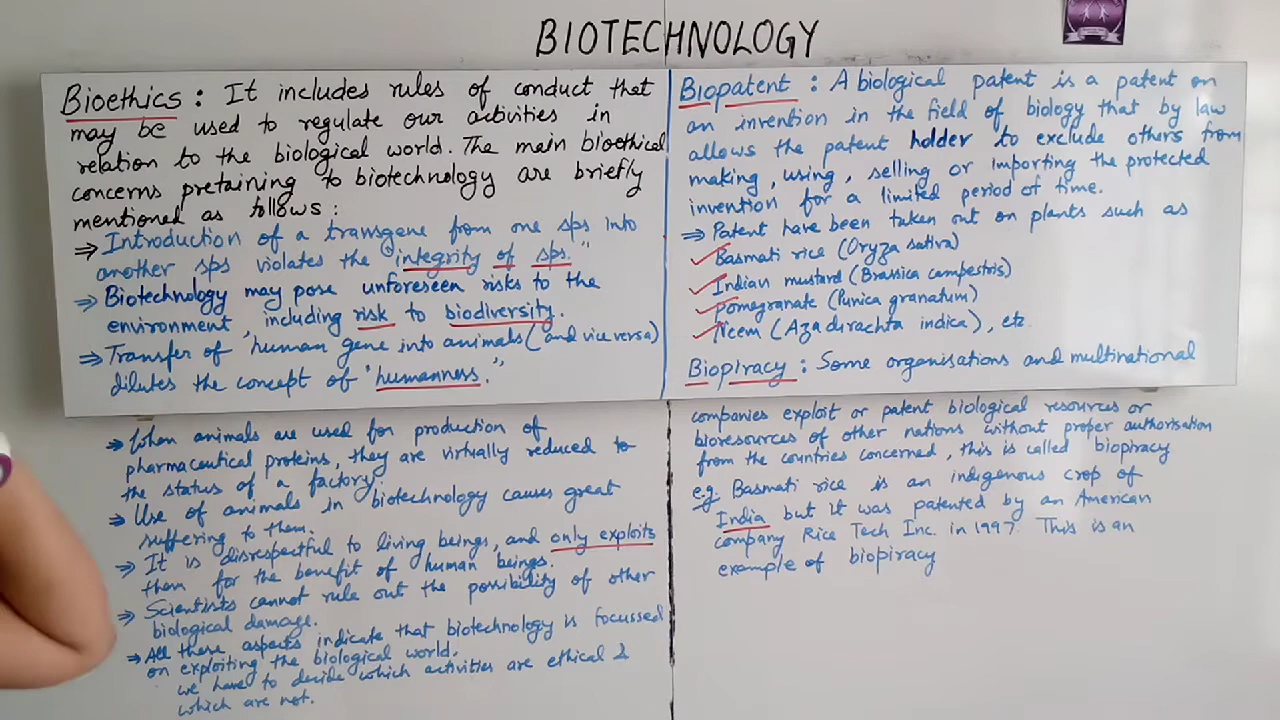 BIOTECHNOLOGY
Bioethics : It includes rules of conduct that
may be used to regulate our activities in
relation to the biological world. The main bioethical
concerns pretaining to biotechnology are briefly
mentioned as follows :
⇒ Introduction of a transgene from one sps into
another sps violates the "integrity of sps."
⇒ Biotechnology may pose unforeseen risks to the
environment, including risk to biodiversity.
⇒ Transfer of human gene into animals (and vice versa)
dilutes the concept of "humanness."
⇒ When animals are used for production of
pharmaceutical proteins, they are virtually reduced to
the status of a factory.
⇒ Use of animals in biotechnology causes great
suffering to them.
⇒ It is disrespectful to living beings, and only exploits
them for the benefit of human beings.
⇒ Scientists cannot rule out the possibility of other
biological damage.
⇒ All these aspects indicate that biotechnology is focussed
on exploiting the biological world.
we have to decide which activities are ethical &
which are not.
Biopatent : A biological patent is a patent on
an invention in the field of biology that by law
allows the patent holder to exclude others from
making, using, selling or importing the protected
invention for a limited period of time.
⇒ Patent have been taken out on plants such as
✓ Basmati rice (Oryza sativa)
✓ Indian mustard (Brassica campestris)
✓ Pomegranate (Punica granatum)
✓ Neem (Azadirachta indica), etc
Biopiracy : Some organisations and multinational
companies exploit or patent biological resources or
bioresources of other nations without proper authorisation
from the countries concerned, this is called biopiracy
e.g. Basmati rice is an indigenous crop of
India but it was patented by an American
company Rice Tech Inc. in 1997. This is an
example of biopiracy